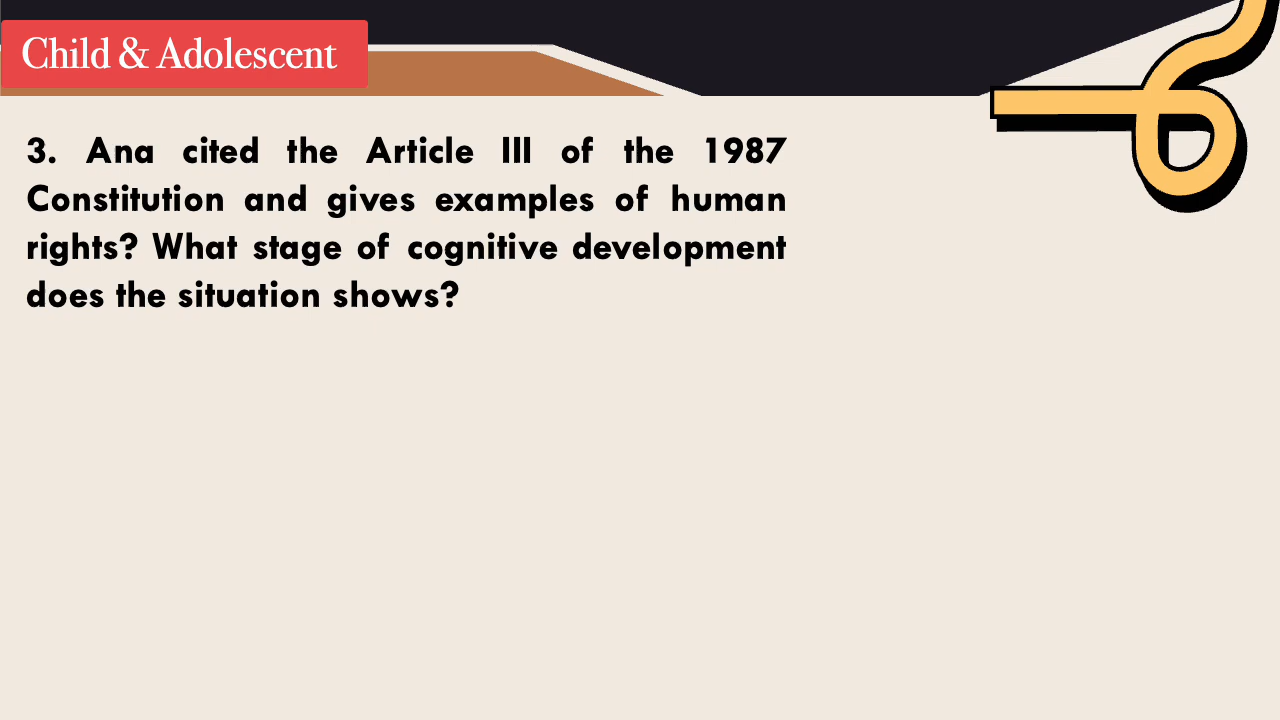 Child & Adolescent
3. Ana cited the Article III of the 1987
Constitution and gives examples of human
rights? What stage of cognitive development
does the situation shows?